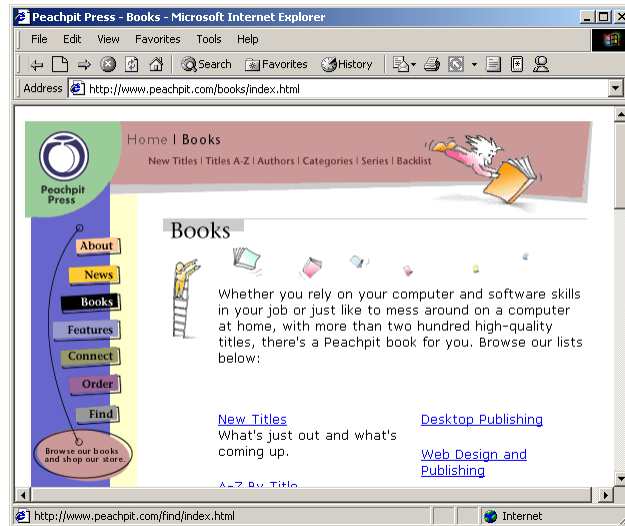 Peachpit Press - Books - Microsoft Internet Explorer
File Edit View Favorites Tools Help
Search Favorites History
Address http://www.peachpit.com/books/index.html
Home | Books
New Titles | Titles A-Z | Authors | Categories | Series | Backlist
Peachpit
Press
Books
About
News
Books
Features
Connect
Order
Find
Browse our books
and shop our store.
Whether you rely on your computer and software skills
in your job or just like to mess around on a computer
at home, with more than two hundred high-quality
titles, there's a Peachpit book for you. Browse our lists
below:
New Titles
What's just out and what's
coming up.
A-Z By Title
Desktop Publishing
Web Design and
Publishing
http://www.peachpit.com/find/index.html Internet